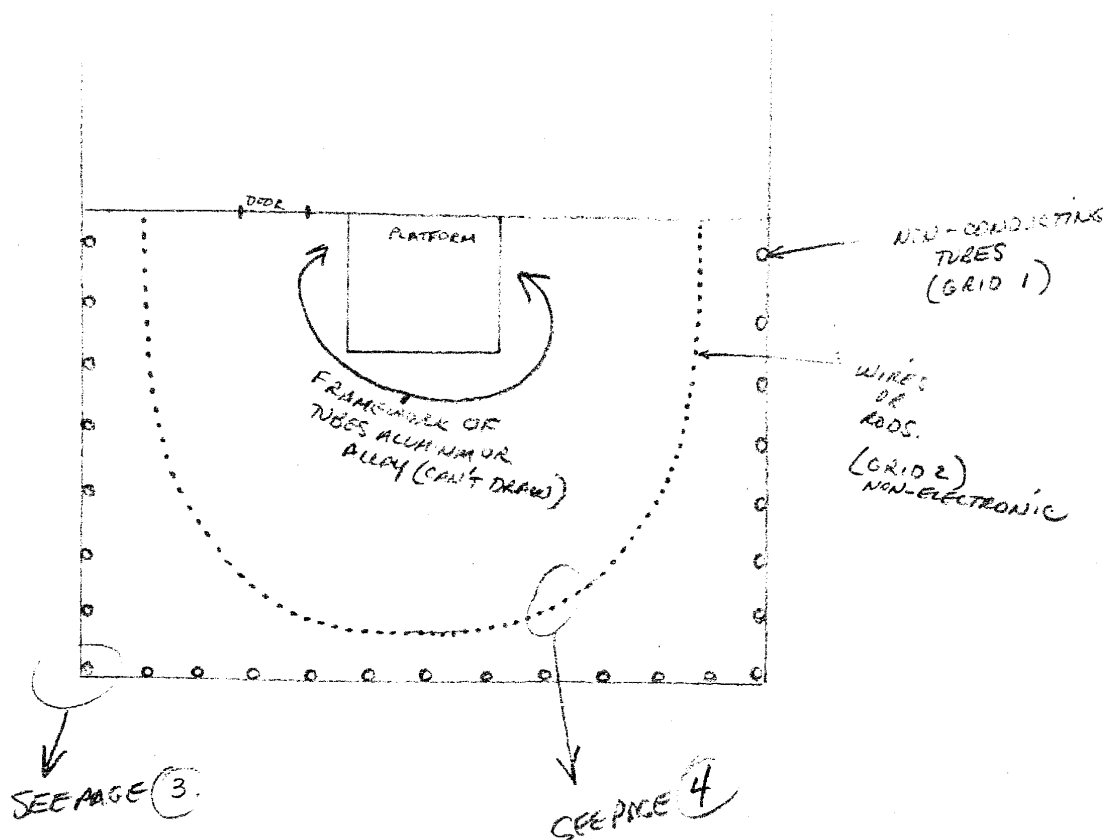 DOOR
PLATFORM
NON-CONDUCTING
TUBES
(GRID 1)
WIRES
OR
RODS.
(GRID 2)
NON-ELECTRONIC
FRAMEWORK OF
TUBES ALUMINUM OR
ALLAY (CAN'T DRAW)
SEE PAGE 3.
SEE PAGE 4